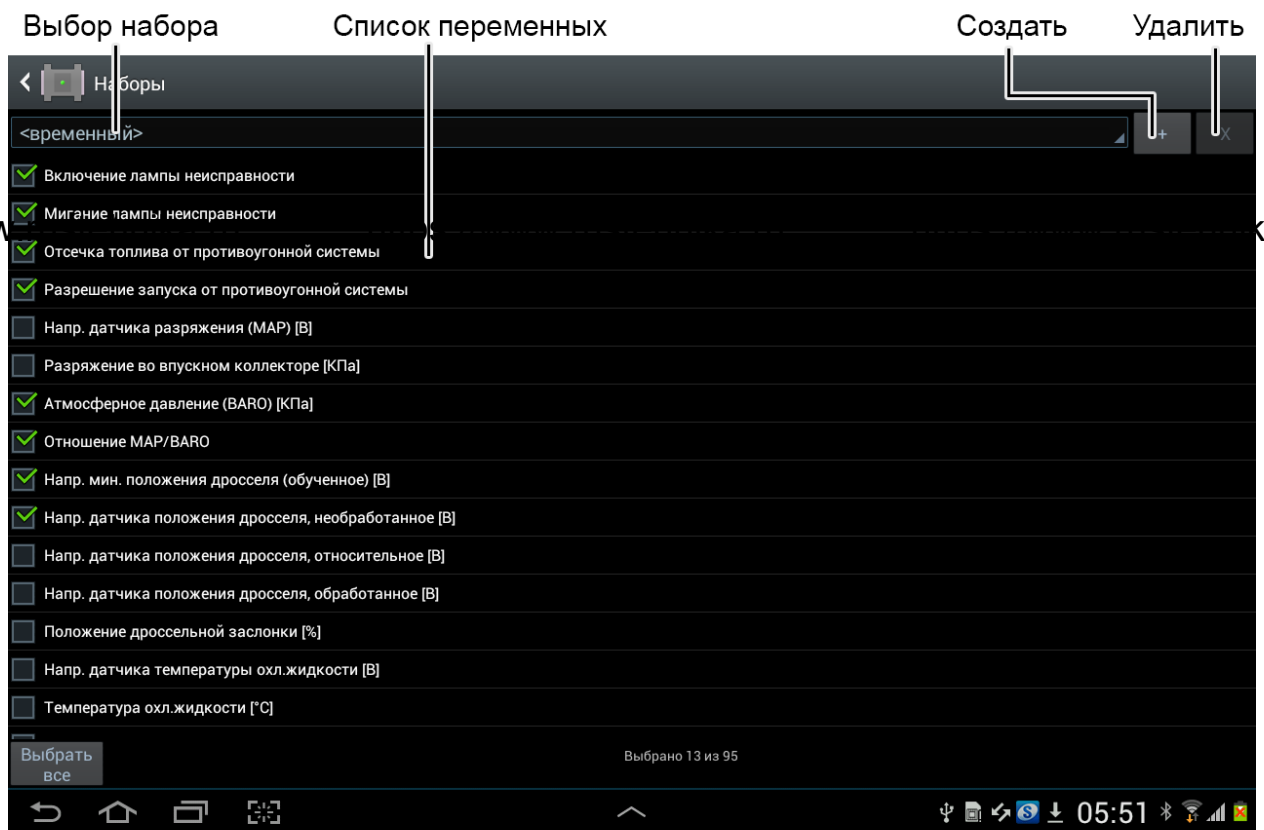 Выбор набора Список переменных Создать Удалить
Наборы
<временный> + X
Включение лампы неисправности
Мигание лампы неисправности
Отсечка топлива от противоугонной системы
Разрешение запуска от противоугонной системы
Напр. датчика разряжения (MAP) [В]
Разряжение во впускном коллекторе [КПа]
Атмосферное давление (BARO) [КПа]
Отношение MAP/BARO
Напр. мин. положения дросселя (обученное) [В]
Напр. датчика положения дросселя, необработанное [В]
Напр. датчика положения дросселя, относительное [В]
Напр. датчика положения дросселя, обработанное [В]
Положение дроссельной заслонки [%]
Напр. датчика температуры охл.жидкости [В]
Температура охл.жидкости [°C]
Выбрать все
Выбрано 13 из 95
05:51